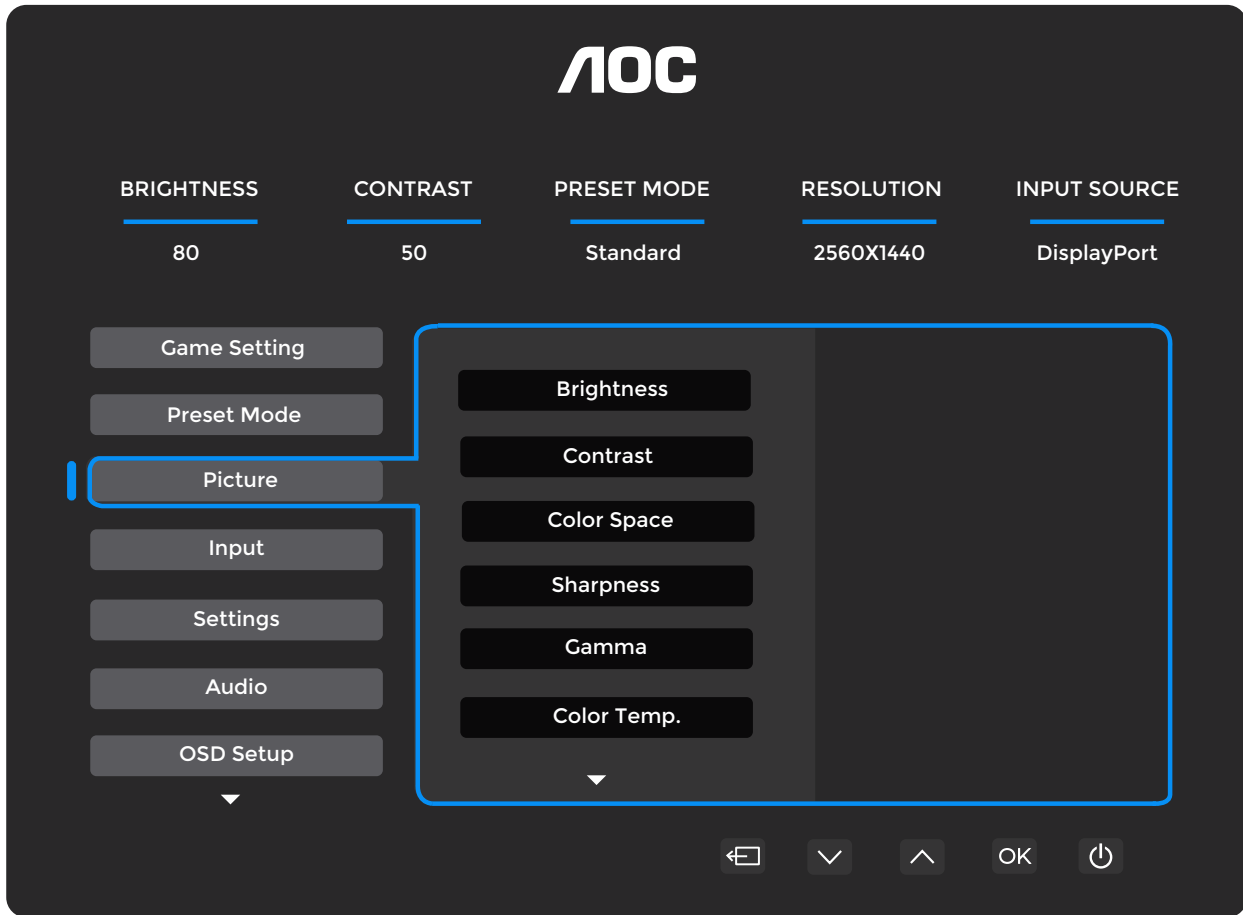 AOC
BRIGHTNESS CONTRAST PRESET MODE RESOLUTION INPUT SOURCE
80 50 Standard 2560X1440 DisplayPort
Game Setting
Preset Mode
Picture
Input
Settings
Audio
OSD Setup
Brightness
Contrast
Color Space
Sharpness
Gamma
Color Temp.
OK